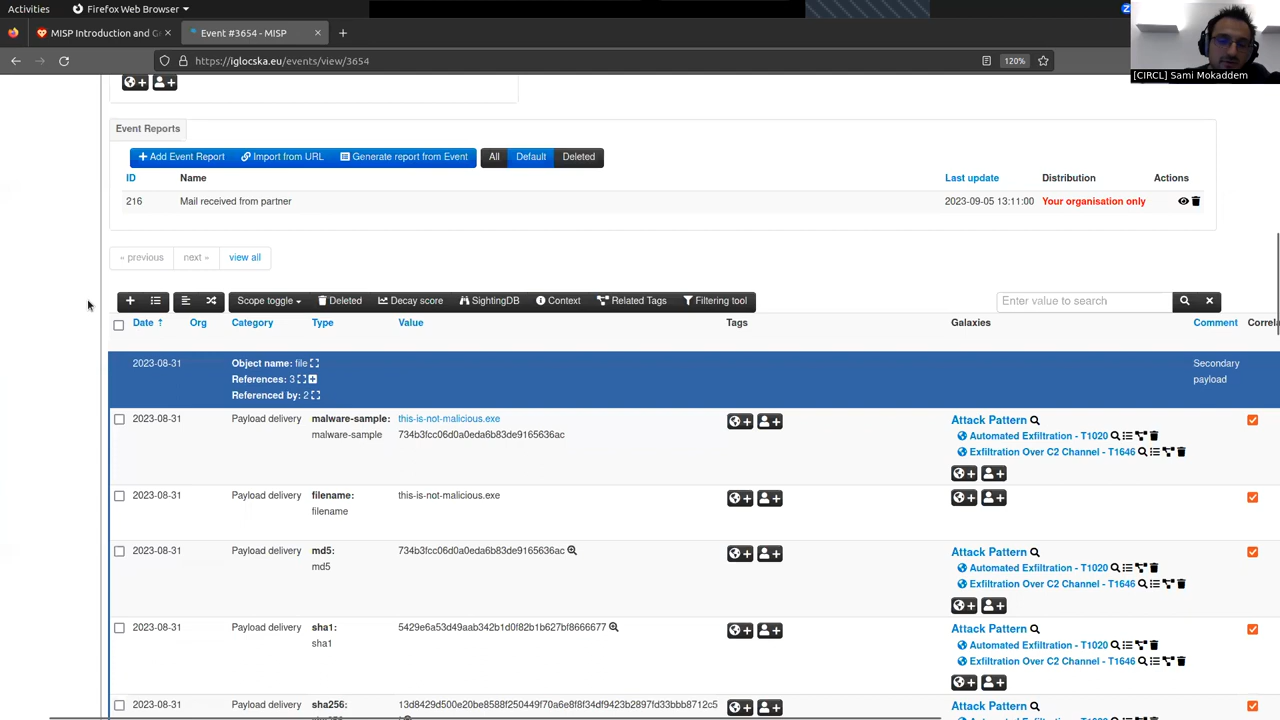 Activities
Firefox Web Browser
MISP Introduction and G
Event #3654 - MISP
https://iglocska.eu/events/view/3654
120%
[CIRCL] Sami Mokaddem
Event Reports
Add Event Report
Import from URL
Generate report from Event
All
Default
Deleted
ID Name Last update Distribution Actions
216 Mail received from partner 2023-09-05 13:11:00 Your organisation only
« previous next » view all
Scope toggle Deleted Decay score SightingDB Context Related Tags Filtering tool Enter value to search
Date Org Category Type Value Tags Galaxies Comment Correla
2023-08-31 Object name: file Secondary
References: 3 payload
Referenced by: 2
2023-08-31 Payload delivery malware-sample: this-is-not-malicious.exe Attack Pattern
malware-sample 734b3fcc06d0a0eda6b83de9165636ac Automated Exfiltration - T1020
Exfiltration Over C2 Channel - T1646
2023-08-31 Payload delivery filename: this-is-not-malicious.exe
filename
2023-08-31 Payload delivery md5: 734b3fcc06d0a0eda6b83de9165636ac Attack Pattern
md5 Automated Exfiltration - T1020
Exfiltration Over C2 Channel - T1646
2023-08-31 Payload delivery sha1: 5429e6a53d49aab342b1d0f82b1b627bf8666677 Attack Pattern
sha1 Automated Exfiltration - T1020
Exfiltration Over C2 Channel - T1646
2023-08-31 Payload delivery sha256: 13d8429d500e20be8588f250449f70a6e8f8f34df9423b2897fd33bbb8712c5 Attack Pattern